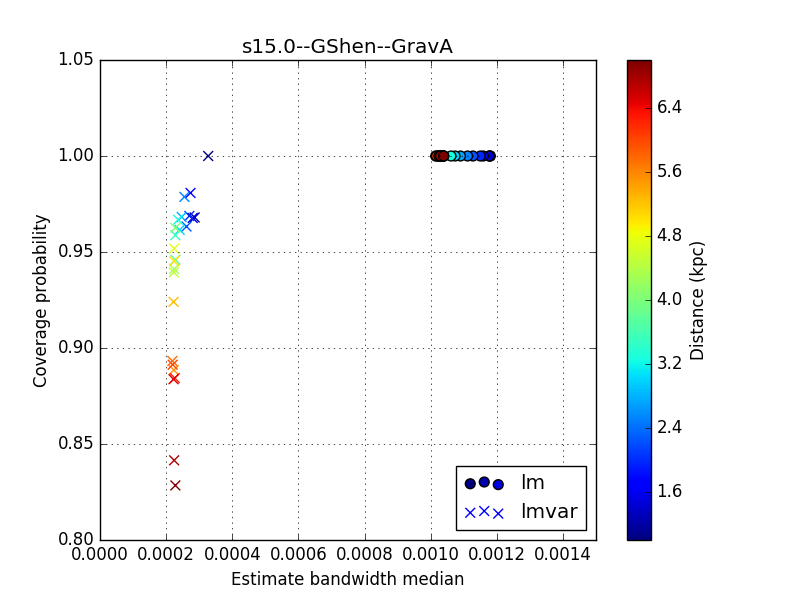 s15.0--GShen--GravA
1.05
1.00
0.95
0.90
0.85
0.80
Coverage probability
0.0000 0.0002 0.0004 0.0006 0.0008 0.0010 0.0012 0.0014
Estimate bandwidth median
lm
lmvar
6.4
5.6
4.8
4.0
3.2
2.4
1.6
Distance (kpc)